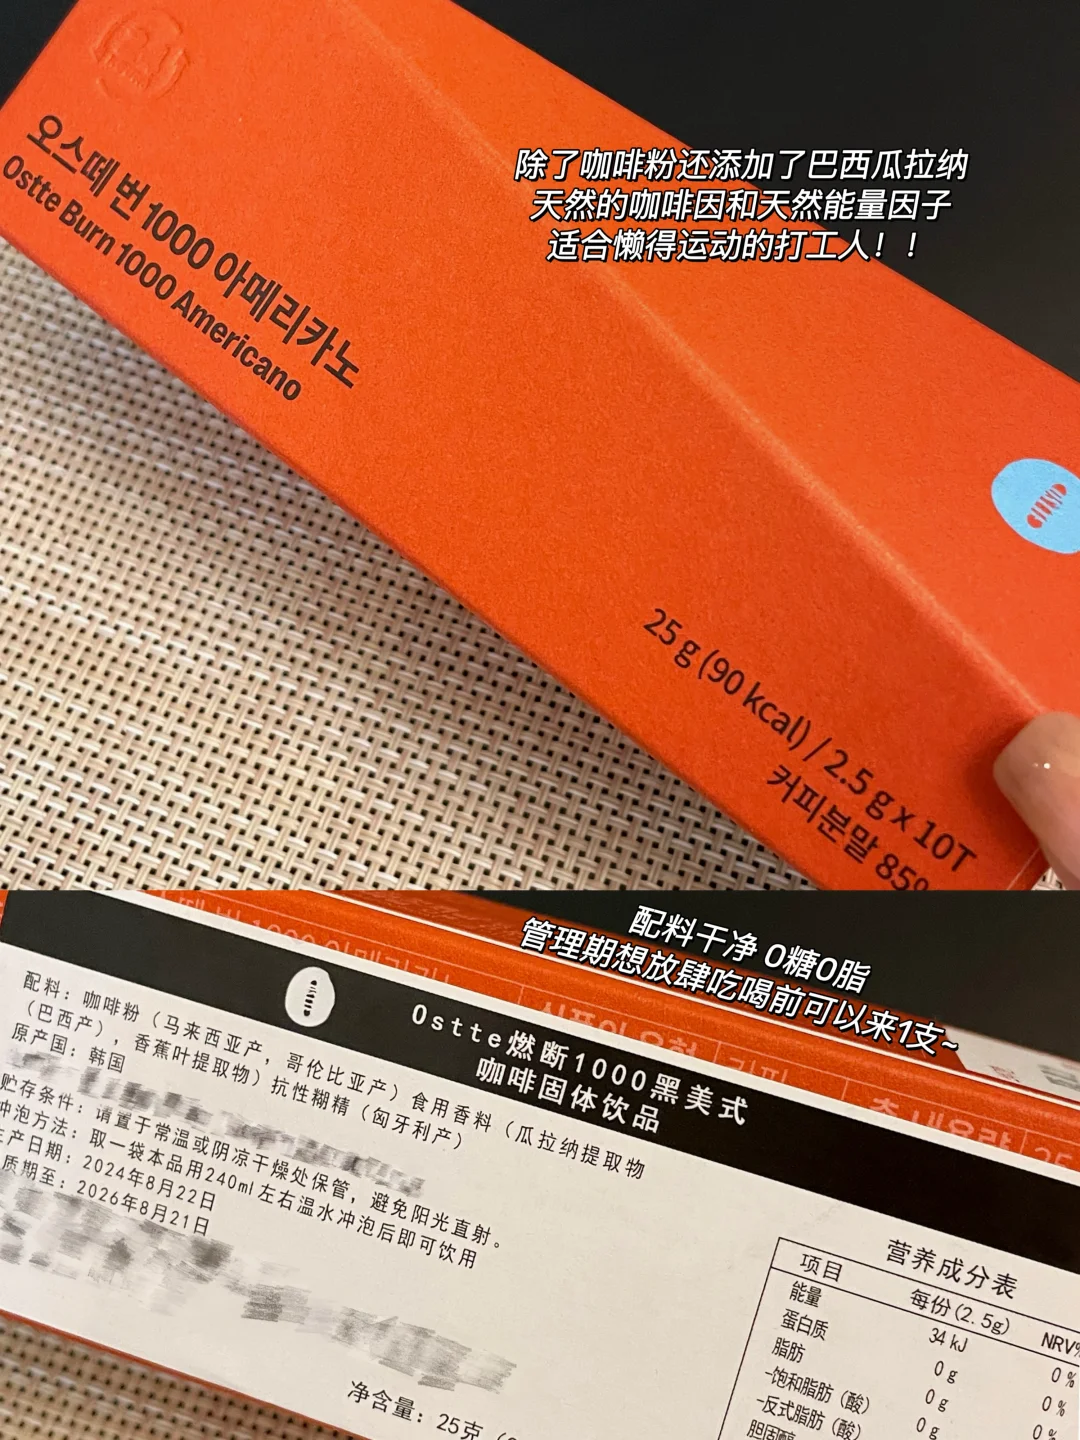 오스떼 번 1000 아메리카노
Ostte Burn 1000 Americano
除了咖啡粉还添加了巴西瓜拉纳
天然的咖啡因和天然能量因子
适合懒得运动的打工人！！
25 g (90 kcal) / 2.5 g x 10T
커피분말 85%
配料干净 0糖0脂
管理期想放肆吃喝前可以来1支~
Ostte燃断1000黑美式
咖啡固体饮品
配料：咖啡粉（马来西亚产，哥伦比亚产）食用香料（瓜拉纳提取物
（巴西产），香蕉叶提取物）抗性糊精（匈牙利产）
原产国：韩国
贮存条件：请置于常温或阴凉干燥处保管，避免阳光直射。
冲泡方法：取一袋本品用240ml左右温水冲泡后即可饮用
产日期：2024年8月22日
质期至：2026年8月21日
净含量：25克
营养成分表
项目 每份(2.5g) NRV%
能量 34 kJ 0 %
蛋白质 0 g 0 %
脂肪 0 g 0 %
-饱和脂肪（酸） 0 g
-反式脂肪（酸）
胆固醇